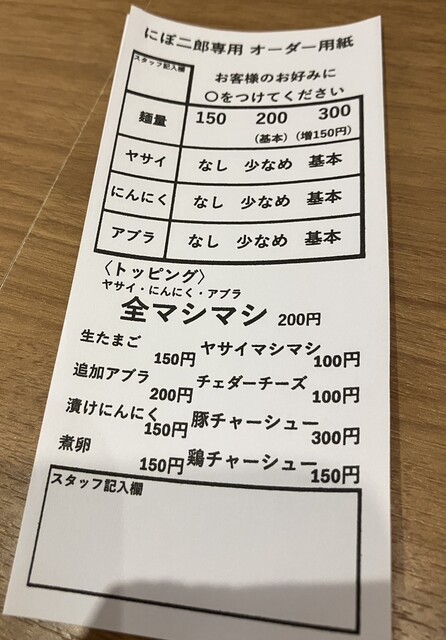 にぼ二郎専用 オーダー用紙
スタッフ記入欄
お客様のお好みに
○をつけてください
麺量 150 200 300
(基本) (増150円)
ヤサイ なし 少なめ 基本
にんにく なし 少なめ 基本
アブラ なし 少なめ 基本
〈トッピング〉
ヤサイ・にんにく・アブラ
全マシマシ 200円
生たまご 150円 ヤサイマシマシ 100円
追加アブラ 200円 チェダーチーズ 100円
漬けにんにく 150円 豚チャーシュー 300円
煮卵 150円 鶏チャーシュー 150円
スタッフ記入欄